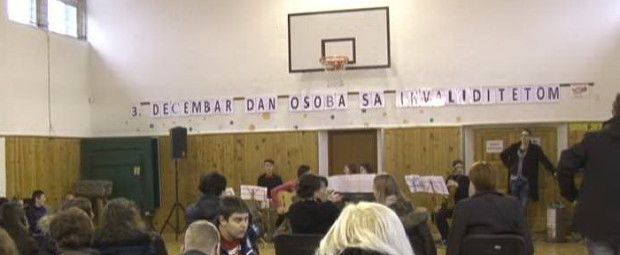 3. DECEMBAR DAN OSOBA SA INVALIDITETOM